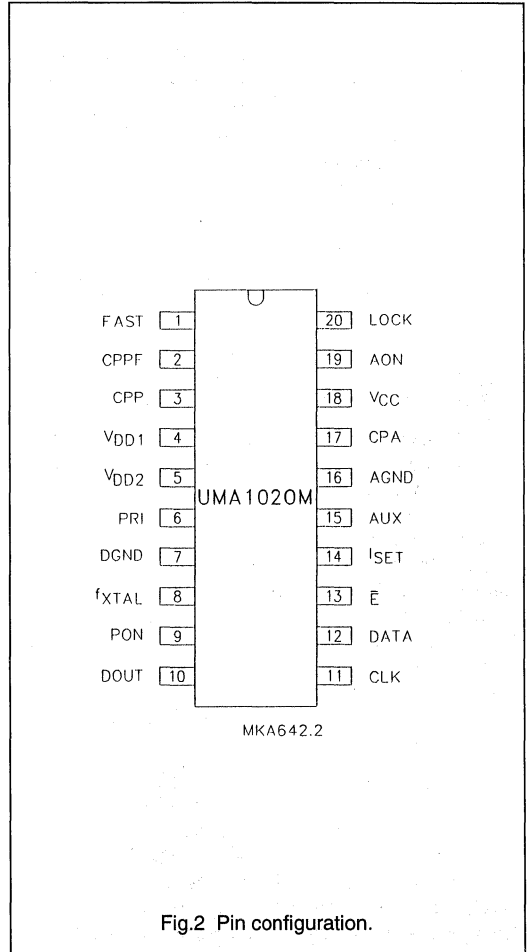 FAST 1 20 LOCK
CPPF 2 19 AON
CPP 3 18 VCC
VDD1 4 17 CPA
VDD2 5 16 AGND
UMA1020M
PRI 6 15 AUX
DGND 7 14 ISET
fXTAL 8 13 E̅
PON 9 12 DATA
DOUT 10 11 CLK
MKA642.2
Fig.2 Pin configuration.